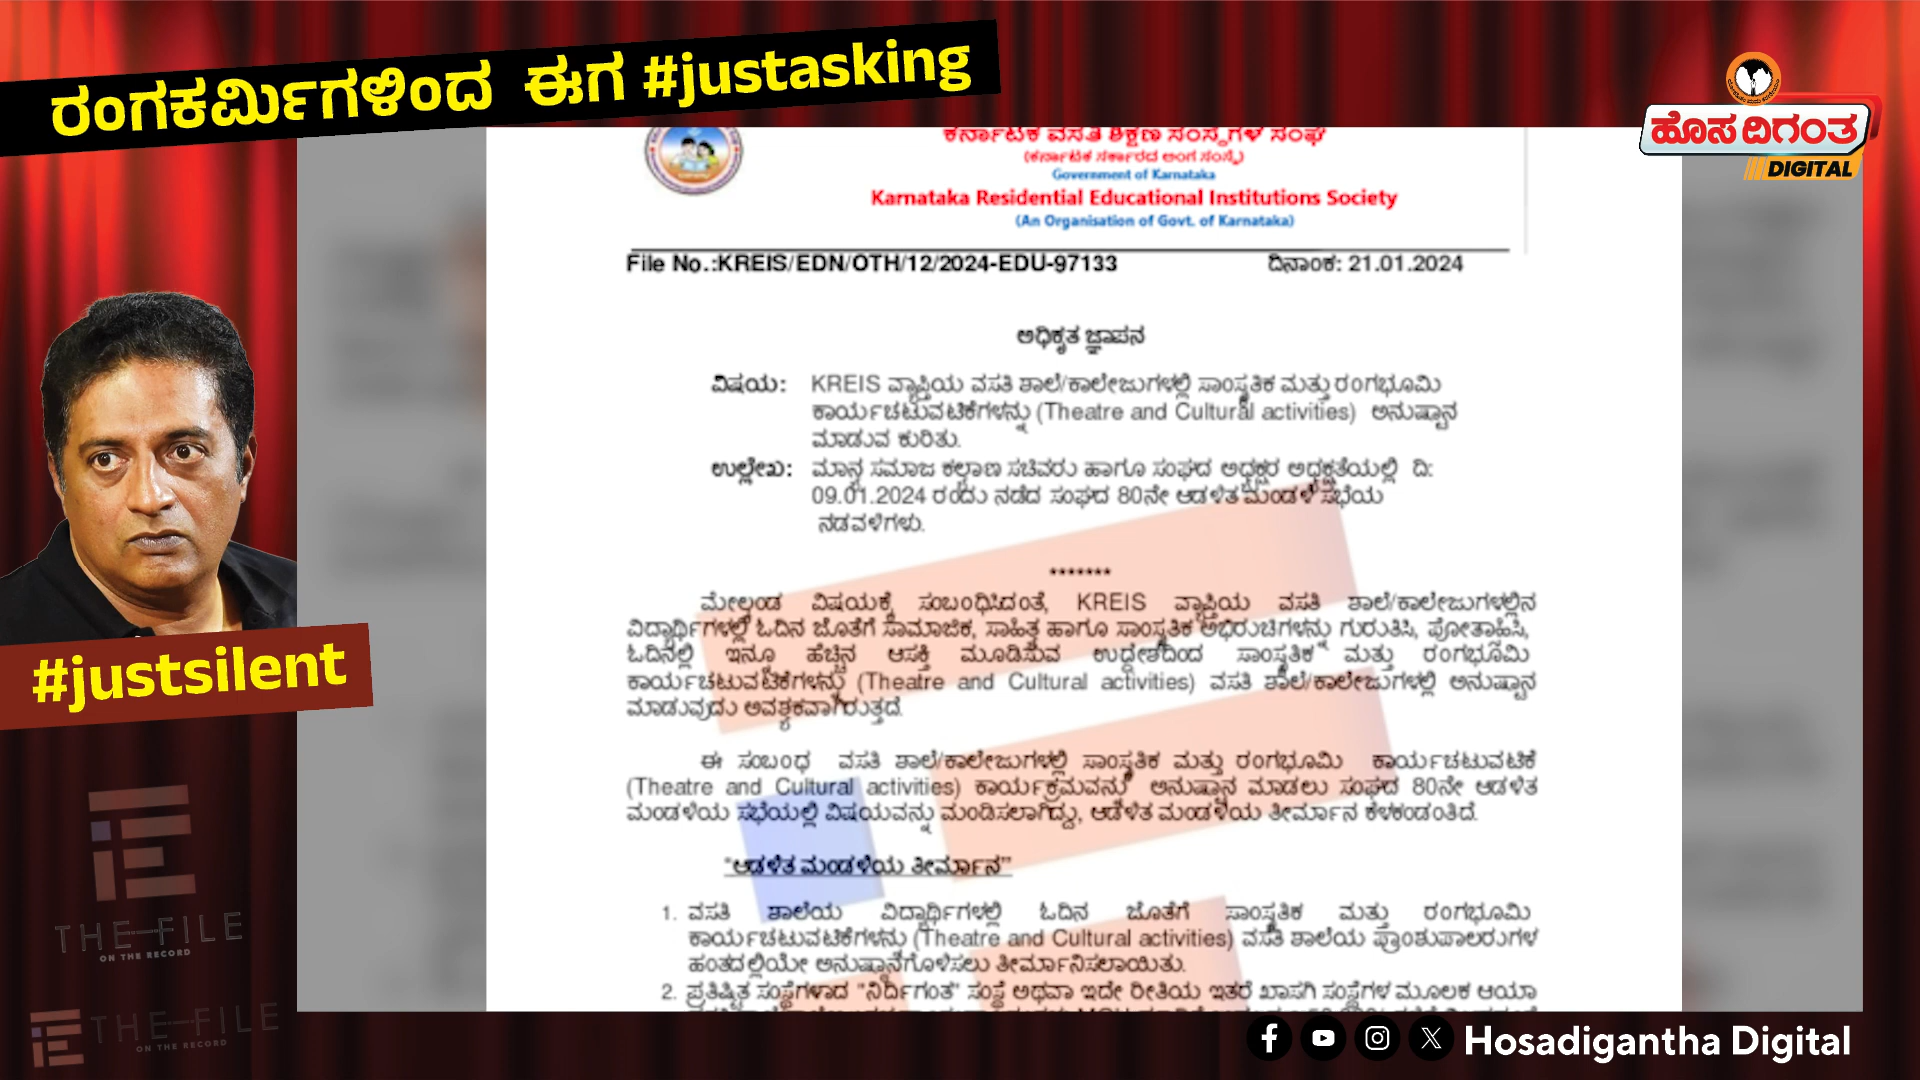 ರಂಗಕರ್ಮಿಗಳಿಂದ ಈಗ #justasking
ಹೊಸದಿಗಂತ
DIGITAL
ಕರ್ನಾಟಕ ವಸತಿ ಶಿಕ್ಷಣ ಸಂಸ್ಥೆಗಳ ಸಂಘ
(ಕರ್ನಾಟಕ ಸರ್ಕಾರದ ಅಂಗ ಸಂಸ್ಥೆ)
Government of Karnataka
Karnataka Residential Educational Institutions Society
(An Organisation of Govt. of Karnataka)
File No.:KREIS/EDN/OTH/12/2024-EDU-97133 ದಿನಾಂಕ: 21.01.2024
ಅಧಿಕೃತ ಜ್ಞಾಪನ
ವಿಷಯ: KREIS ವ್ಯಾಪ್ತಿಯ ವಸತಿ ಶಾಲೆ/ಕಾಲೇಜುಗಳಲ್ಲಿ ಸಾಂಸ್ಕೃತಿಕ ಮತ್ತು ರಂಗಭೂಮಿ
ಕಾರ್ಯಚಟುವಟಿಕೆಗಳನ್ನು (Theatre and Cultural activities) ಅನುಷ್ಟಾನ
ಮಾಡುವ ಕುರಿತು.
ಉಲ್ಲೇಖ: ಮಾನ್ಯ ಸಮಾಜ ಕಲ್ಯಾಣ ಸಚಿವರು ಹಾಗೂ ಸಂಘದ ಅಧ್ಯಕ್ಷರ ಅಧ್ಯಕ್ಷತೆಯಲ್ಲಿ ದಿ:
09.01.2024 ರಂದು ನಡೆದ ಸಂಘದ 80ನೇ ಆಡಳಿತ ಮಂಡಳಿ ಸಭೆಯ
ನಡವಳಿಗಳು.
*******
ಮೇಲ್ಕಂಡ ವಿಷಯಕ್ಕೆ ಸಂಬಂಧಿಸಿದಂತೆ, KREIS ವ್ಯಾಪ್ತಿಯ ವಸತಿ ಶಾಲೆ/ಕಾಲೇಜುಗಳಲ್ಲಿನ
ವಿದ್ಯಾರ್ಥಿಗಳಲ್ಲಿ ಓದಿನ ಜೊತೆಗೆ ಸಾಮಾಜಿಕ, ಸಾಹಿತ್ಯ ಹಾಗೂ ಸಾಂಸ್ಕೃತಿಕ ಅಭಿರುಚಿಗಳನ್ನು ಗುರುತಿಸಿ, ಪ್ರೋತ್ಸಾಹಿಸಿ,
ಓದಿನಲ್ಲಿ ಇನ್ನೂ ಹೆಚ್ಚಿನ ಆಸಕ್ತಿ ಮೂಡಿಸುವ ಉದ್ದೇಶದಿಂದ ಸಾಂಸ್ಕೃತಿಕ ಮತ್ತು ರಂಗಭೂಮಿ
ಕಾರ್ಯಚಟುವಟಿಕೆಗಳನ್ನು (Theatre and Cultural activities) ವಸತಿ ಶಾಲೆ/ಕಾಲೇಜುಗಳಲ್ಲಿ ಅನುಷ್ಟಾನ
ಮಾಡುವುದು ಅವಶ್ಯಕವಾಗಿರುತ್ತದೆ.
ಈ ಸಂಬಂಧ ವಸತಿ ಶಾಲೆ/ಕಾಲೇಜುಗಳಲ್ಲಿ ಸಾಂಸ್ಕೃತಿಕ ಮತ್ತು ರಂಗಭೂಮಿ ಕಾರ್ಯಚಟುವಟಿಕೆ
(Theatre and Cultural activities) ಕಾರ್ಯಕ್ರಮವನ್ನು ಅನುಷ್ಠಾನ ಮಾಡಲು ಸಂಘದ 80ನೇ ಆಡಳಿತ
ಮಂಡಳಿಯ ಸಭೆಯಲ್ಲಿ ವಿಷಯವನ್ನು ಮಂಡಿಸಲಾಗಿದ್ದು, ಆಡಳಿತ ಮಂಡಳಿಯ ತೀರ್ಮಾನ ಕೆಳಕಂಡಂತಿದೆ.
"ಆಡಳಿತ ಮಂಡಳಿಯ ತೀರ್ಮಾನ"
1. ವಸತಿ ಶಾಲೆಯ ವಿದ್ಯಾರ್ಥಿಗಳಲ್ಲಿ ಓದಿನ ಜೊತೆಗೆ ಸಾಂಸ್ಕೃತಿಕ ಮತ್ತು ರಂಗಭೂಮಿ
ಕಾರ್ಯಚಟುವಟಿಕೆಗಳನ್ನು (Theatre and Cultural activities) ವಸತಿ ಶಾಲೆಯ ಪ್ರಾಂಶುಪಾಲರುಗಳ
ಹಂತದಲ್ಲಿಯೇ ಅನುಷ್ಠಾನಗೊಳಿಸಲು ತೀರ್ಮಾನಿಸಲಾಯಿತು.
2. ಪ್ರತಿಷ್ಠಿತ ಸಂಸ್ಥೆಗಳಾದ "ನಿರ್ದಿಗಂತ" ಸಂಸ್ಥೆ ಅಥವಾ ಇದೇ ರೀತಿಯ ಇತರೆ ಖಾಸಗಿ ಸಂಸ್ಥೆಗಳ ಮೂಲಕ ಆಯಾ
#justsilent
THE FILE
ON THE RECORD
THE FILE
ON THE RECORD
Hosadigantha Digital